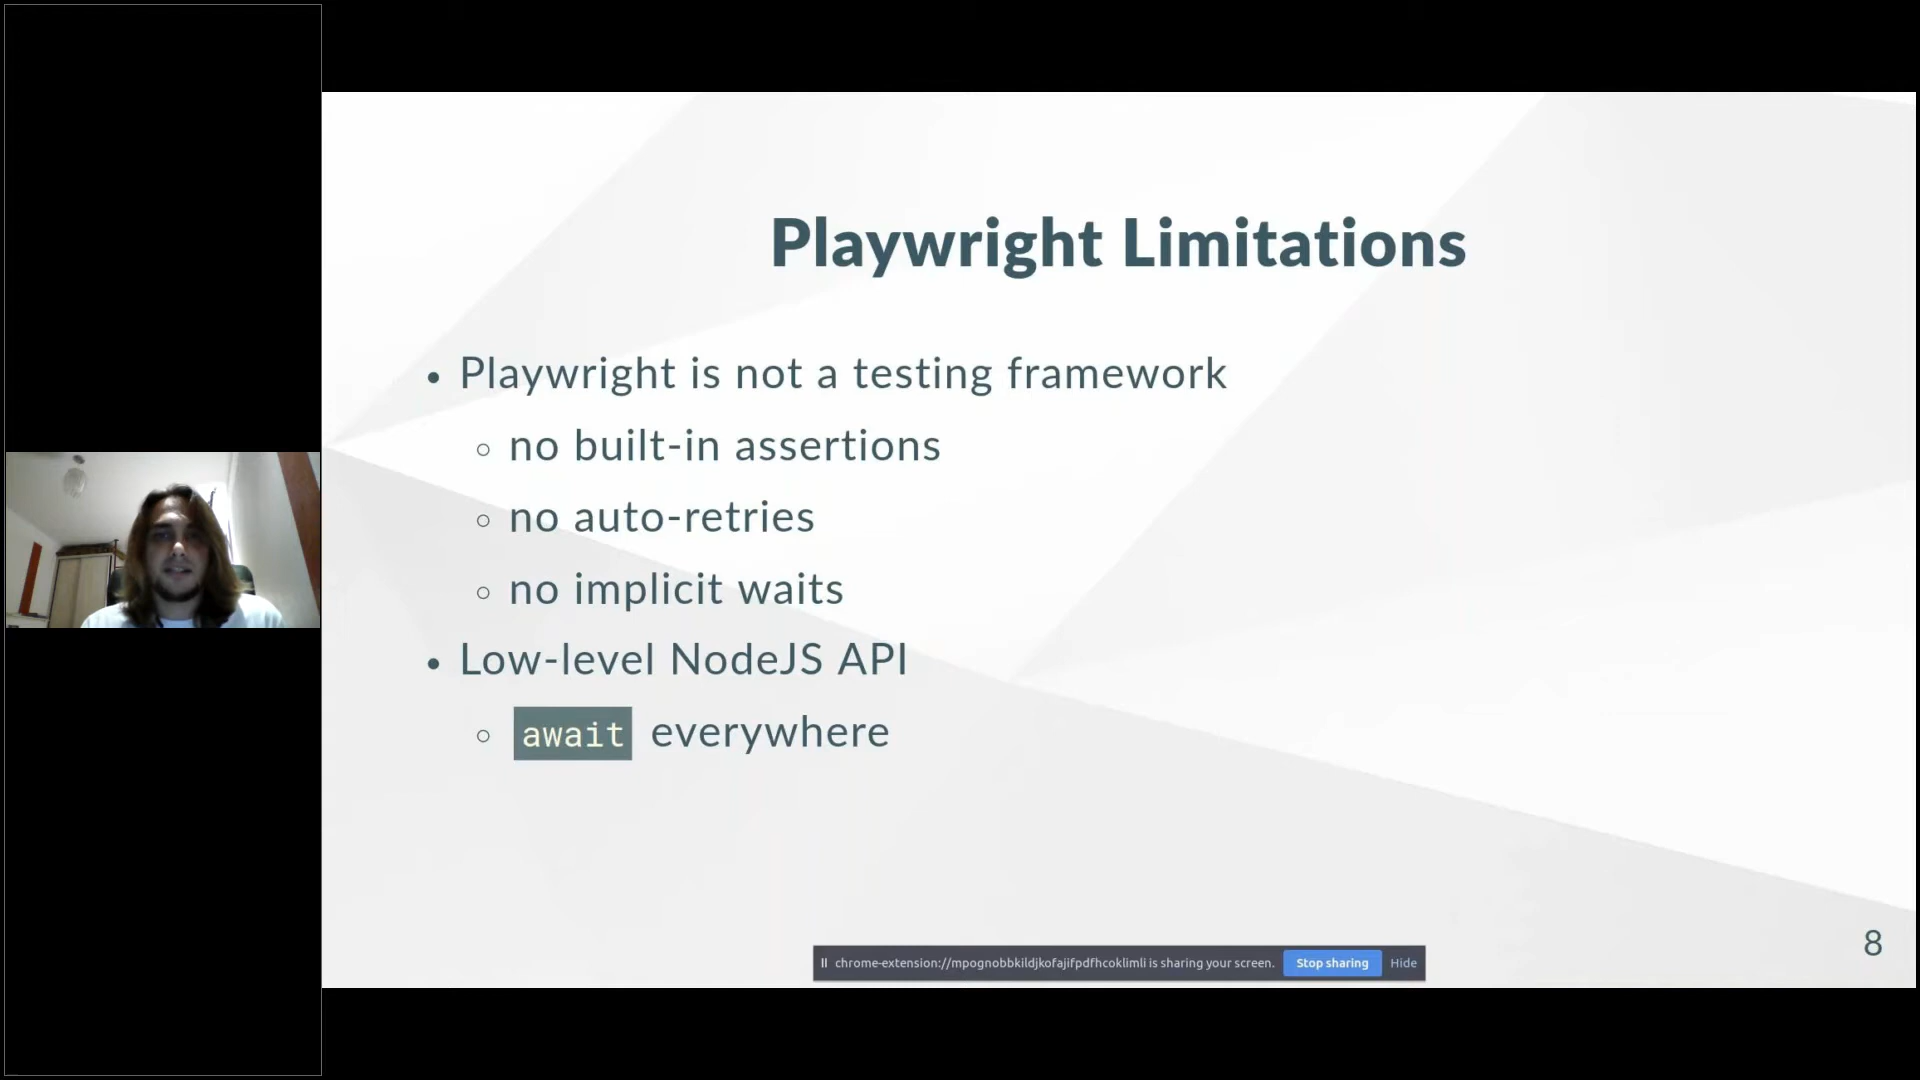 Playwright Limitations
• Playwright is not a testing framework
◦ no built-in assertions
◦ no auto-retries
◦ no implicit waits
• Low-level NodeJS API
◦ await everywhere
8
chrome-extension://mpognobbkildjkofajifpdfhcoklimli is sharing your screen. Stop sharing Hide